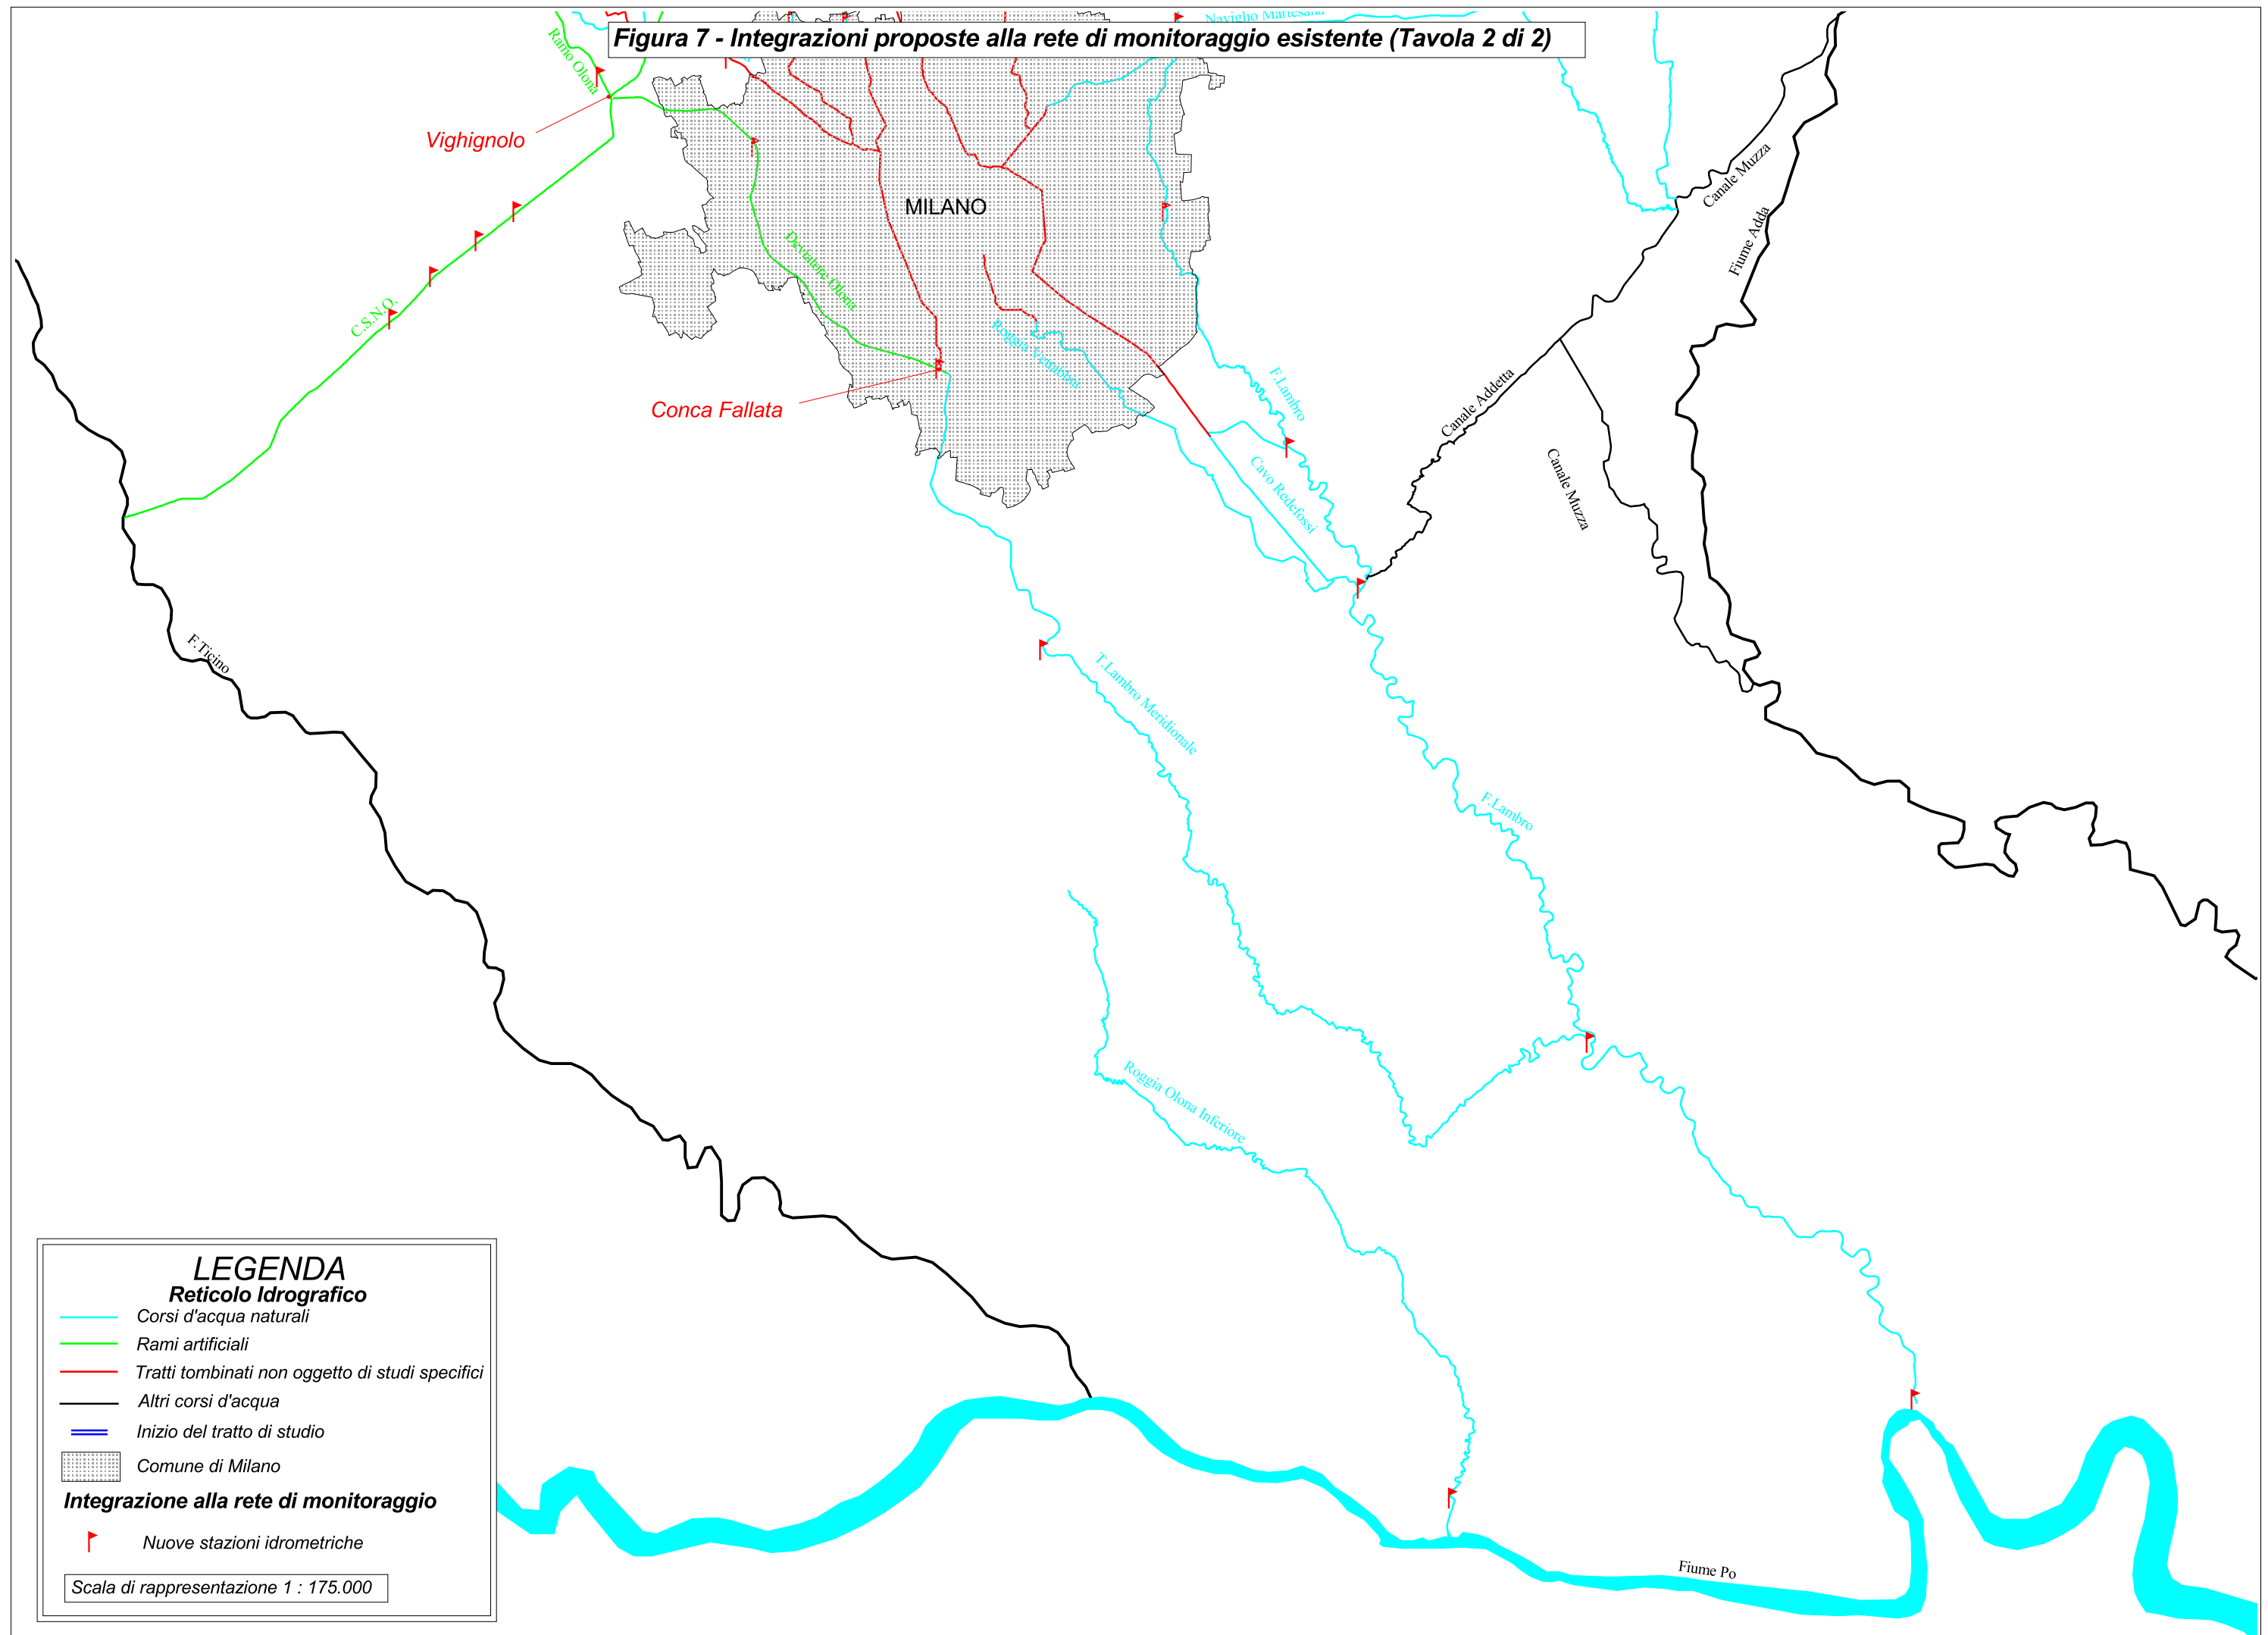 Naviglio Martesana
Figura 7 - Integrazioni proposte alla rete di monitoraggio esistente (Tavola 2 di 2)
Ramo Olona
Vighignolo
Canale Muzza
MILANO
Fiume Adda
Deviatore Olona
C.S.N.O.
Roggia Vettabbia
F.Lambro
Canale Addetta
Conca Fallata
Cavo Redefossi
Canale Muzza
F.Ticino
T.Lambro Meridionale
F.Lambro
Roggia Olona Inferiore
LEGENDA
Reticolo Idrografico
Corsi d'acqua naturali
Rami artificiali
Tratti tombinati non oggetto di studi specifici
Altri corsi d'acqua
Inizio del tratto di studio
Comune di Milano
Integrazione alla rete di monitoraggio
Nuove stazioni idrometriche
Scala di rappresentazione 1 : 175.000
Fiume Po